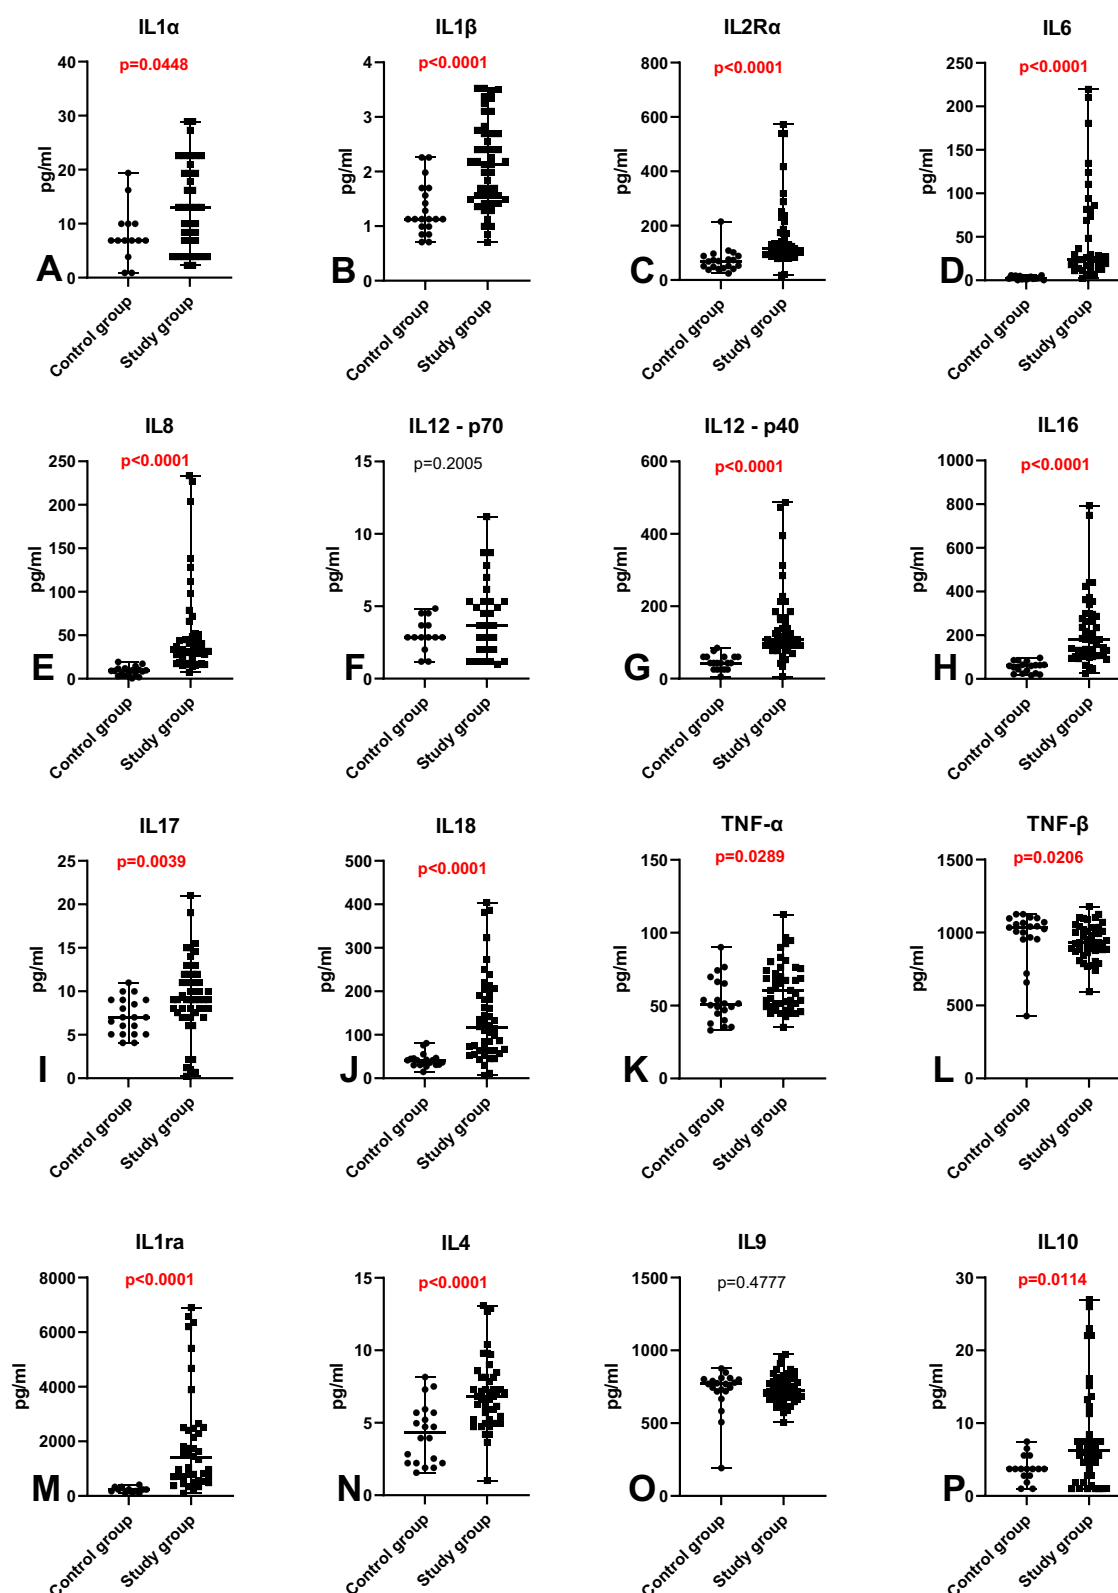 IL1α
p=0.0448
40
30
20
10
0
pg/ml
A
Control group
Study group
IL1β
p<0.0001
4
3
2
1
0
pg/ml
B
Control group
Study group
IL2Rα
p<0.0001
800
600
400
200
0
pg/ml
C
Control group
Study group
IL6
p<0.0001
250
200
150
100
50
0
pg/ml
D
Control group
Study group
IL8
p<0.0001
250
200
150
100
50
0
pg/ml
E
Control group
Study group
IL12 - p70
p=0.2005
15
10
5
0
pg/ml
F
Control group
Study group
IL12 - p40
p<0.0001
600
400
200
0
pg/ml
G
Control group
Study group
IL16
p<0.0001
1000
800
600
400
200
0
pg/ml
H
Control group
Study group
IL17
p=0.0039
25
20
15
10
5
0
pg/ml
I
Control group
Study group
IL18
p<0.0001
500
400
300
200
100
0
pg/ml
J
Control group
Study group
TNF-α
p=0.0289
150
100
50
0
pg/ml
K
Control group
Study group
TNF-β
p=0.0206
1500
1000
500
0
pg/ml
L
Control group
Study group
IL1ra
p<0.0001
8000
6000
4000
2000
0
pg/ml
M
Control group
Study group
IL4
p<0.0001
15
10
5
0
pg/ml
N
Control group
Study group
IL9
p=0.4777
1500
1000
500
0
pg/ml
O
Control group
Study group
IL10
p=0.0114
30
20
10
0
pg/ml
P
Control group
Study group